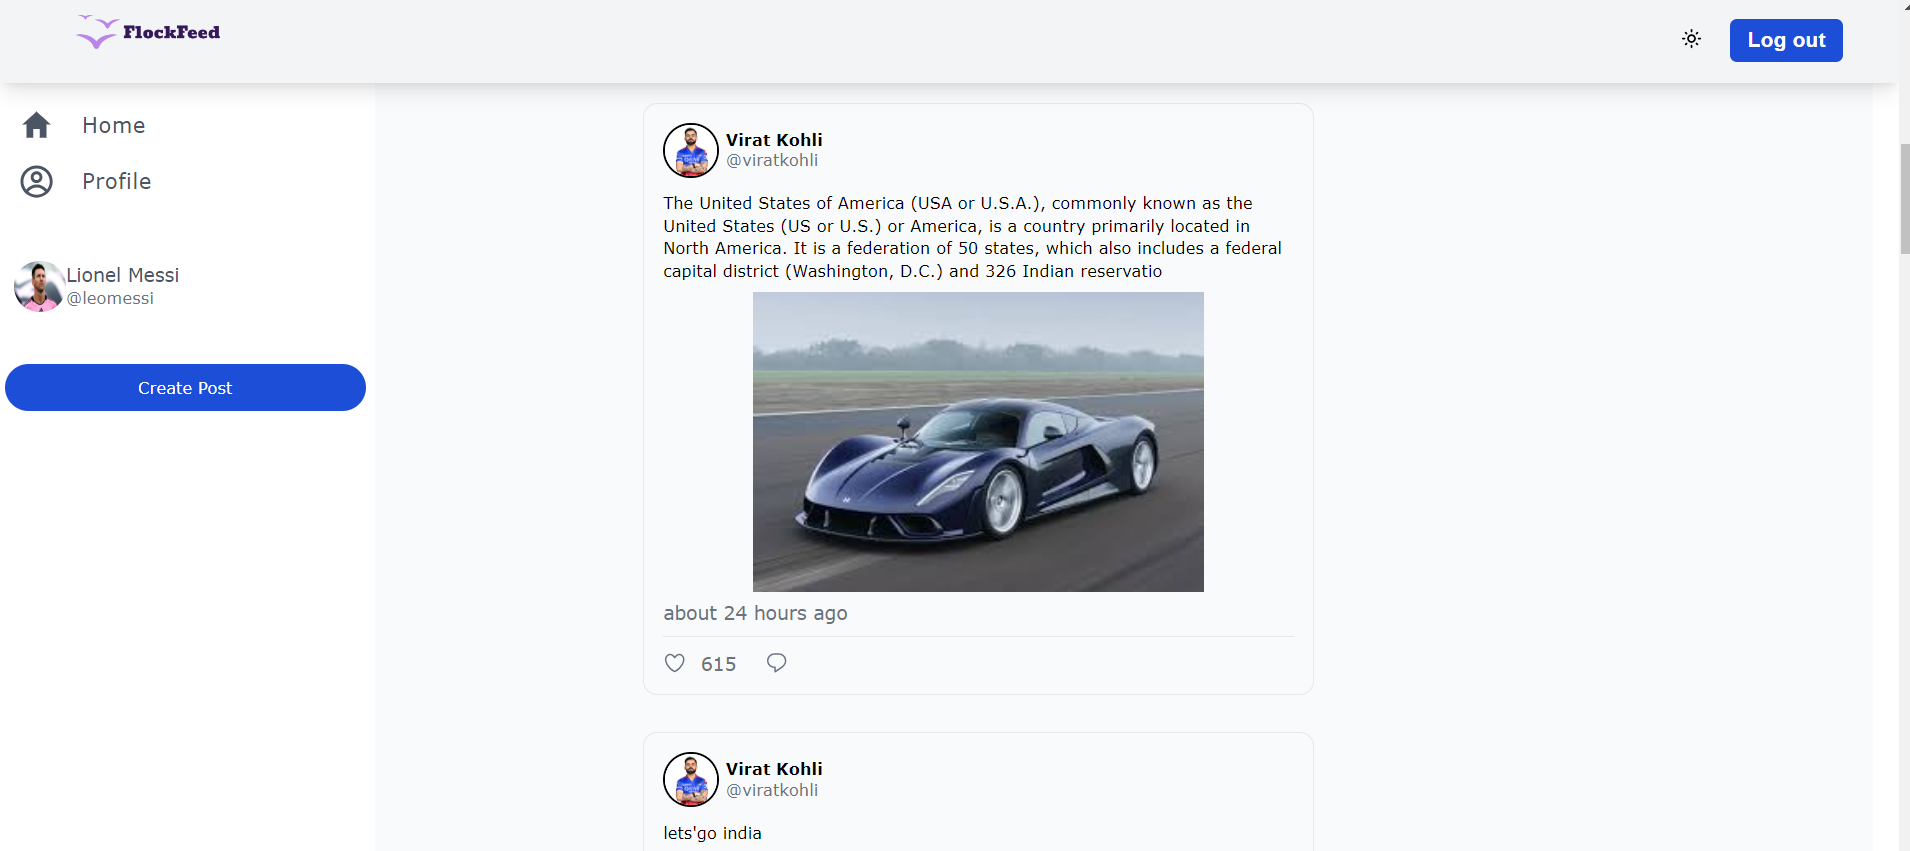 FlockFeed
Log out
Home
Profile
Lionel Messi
@leomessi
Create Post
Virat Kohli
@viratkohli
The United States of America (USA or U.S.A.), commonly known as the
United States (US or U.S.) or America, is a country primarily located in
North America. It is a federation of 50 states, which also includes a federal
capital district (Washington, D.C.) and 326 Indian reservatio
about 24 hours ago
615
Virat Kohli
@viratkohli
lets'go india